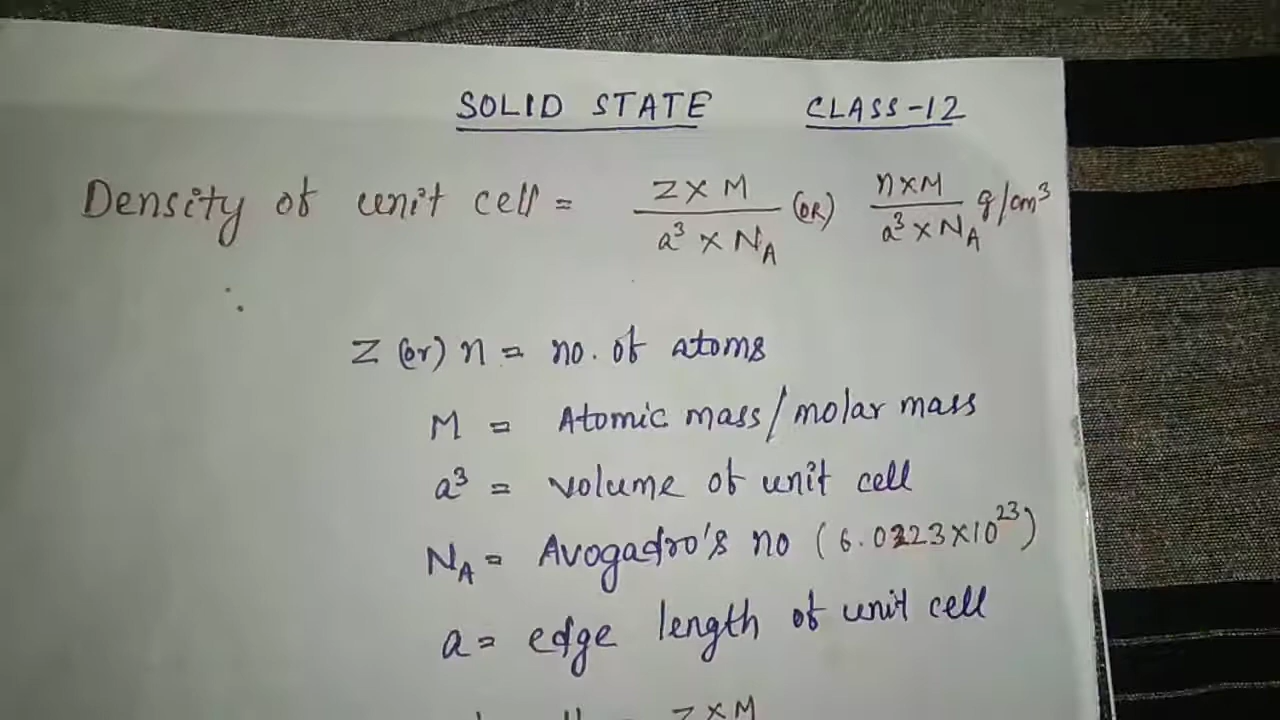 SOLID STATE CLASS-12
Density of unit cell = Z×M / a³ × N_A (OR) n×M / a³ × N_A g/cm³
Z (or) n = no. of atoms
M = Atomic mass/molar mass
a³ = volume of unit cell
N_A = Avogadro's no (6.0223×10²³)
a = edge length of unit cell
Z×M